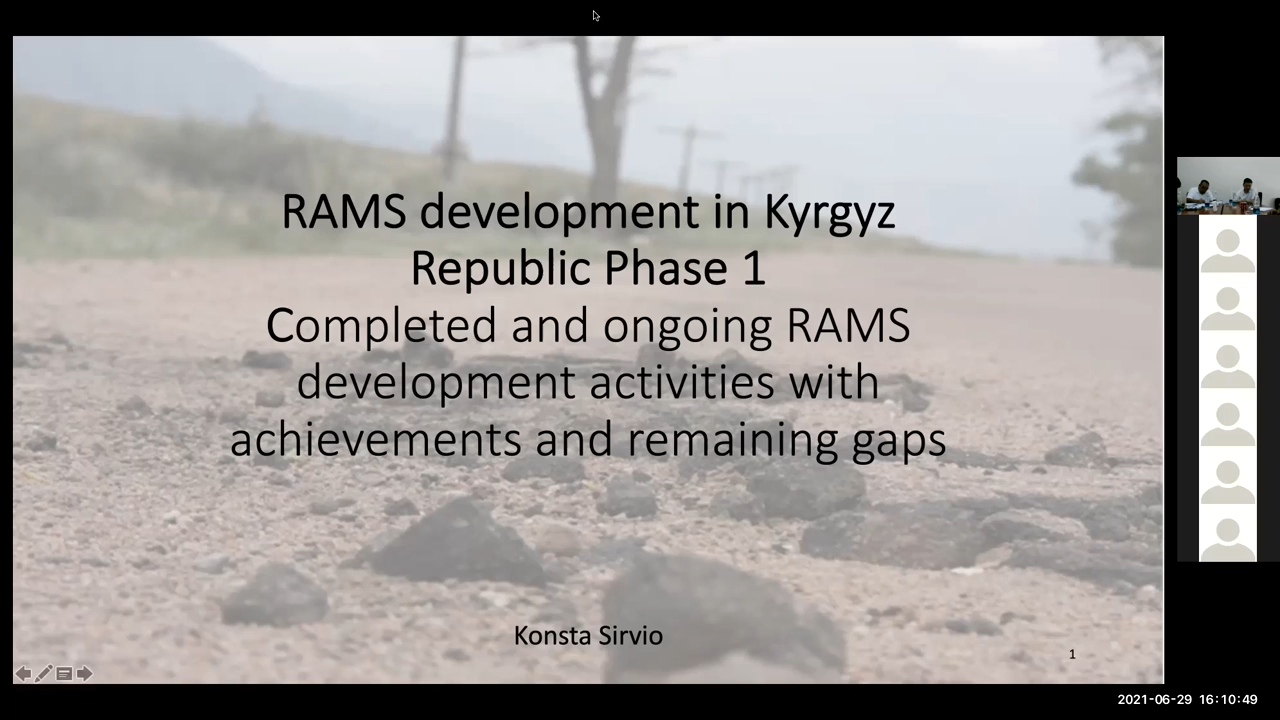 RAMS development in Kyrgyz
Republic Phase 1
Completed and ongoing RAMS
development activities with
achievements and remaining gaps
Konsta Sirvio
1
2021-06-29 16:10:49